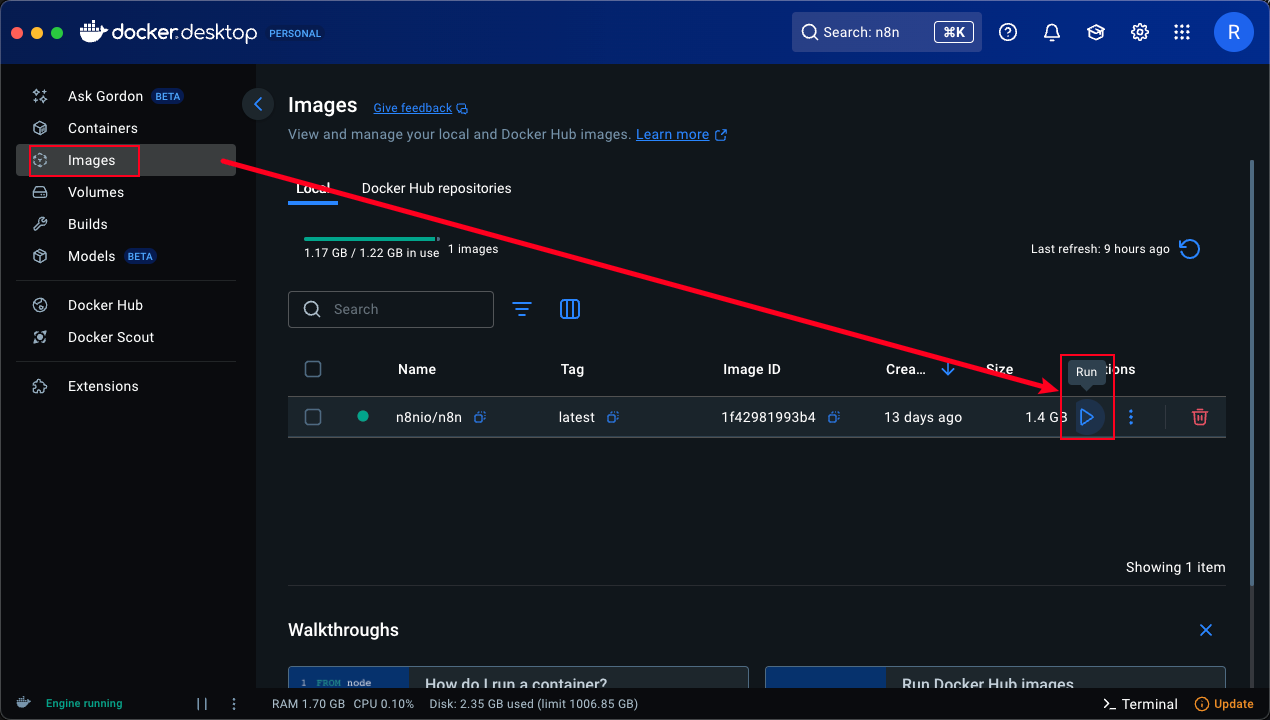 docker.desktop PERSONAL
Search: n8n ⌘K
R
Ask Gordon BETA
Containers
Images
Volumes
Builds
Models BETA
Docker Hub
Docker Scout
Extensions
Images Give feedback
View and manage your local and Docker Hub images. Learn more
Local Docker Hub repositories
1.17 GB / 1.22 GB in use 1 images
Last refresh: 9 hours ago
Search
Name Tag Image ID Crea... Size
Run
n8nio/n8n latest 1f42981993b4 13 days ago 1.4 GB
Showing 1 item
Walkthroughs
1 FROM node
How do I run a container?
Run Docker Hub images
Engine running
RAM 1.70 GB CPU 0.10% Disk: 2.35 GB used (limit 1006.85 GB)
Terminal
Update